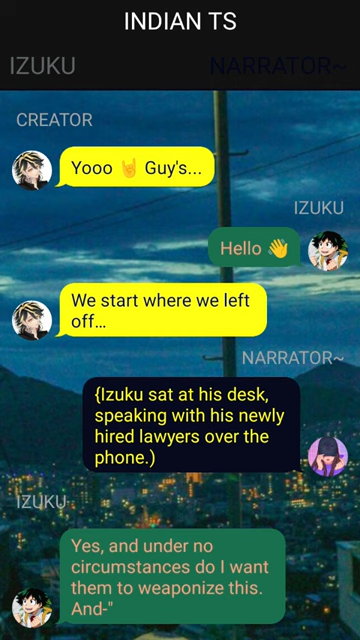 INDIAN TS
IZUKU
NARRATOR~
CREATOR
Yooo 🤘 Guy's...
IZUKU
Hello 👋
We start where we left
off...
NARRATOR~
{Izuku sat at his desk,
speaking with his newly
hired lawyers over the
phone.)
IZUKU
Yes, and under no
circumstances do I want
them to weaponize this.
And-"